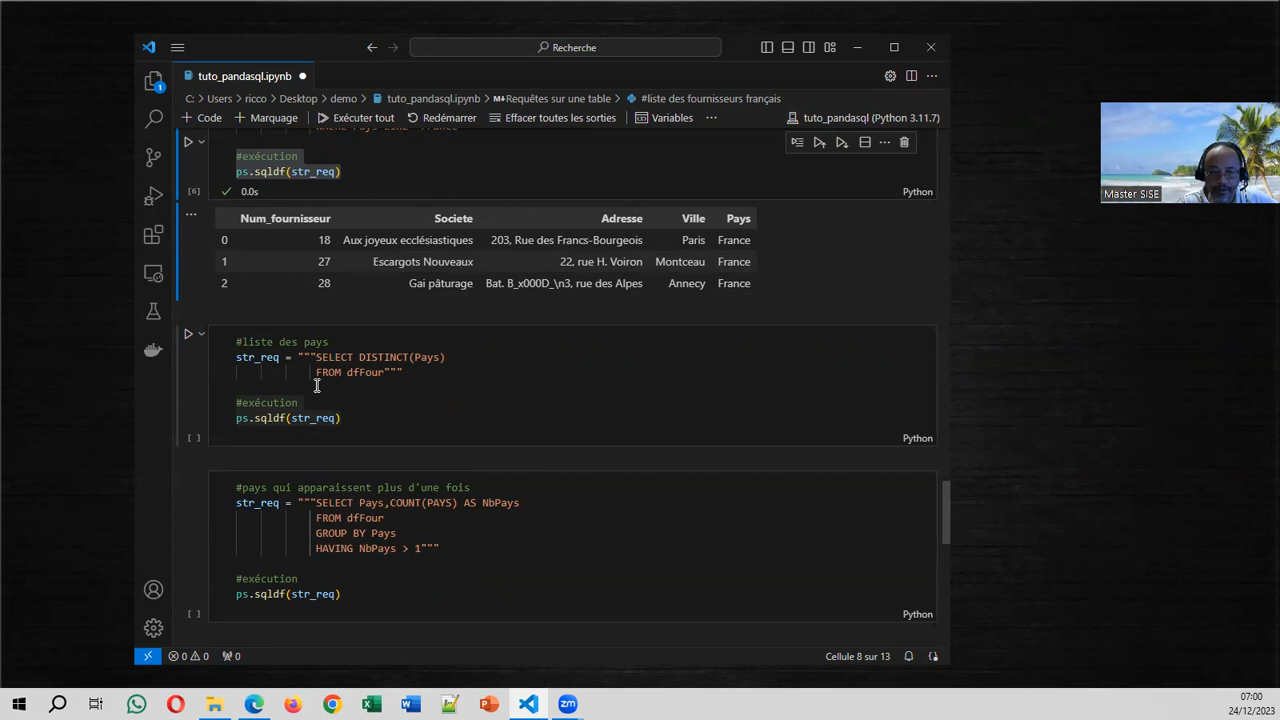 Recherche
tuto_pandasql.ipynb
C: > Users > ricco > Desktop > demo > tuto_pandasql.ipynb > M+Requêtes sur une table > #liste des fournisseurs français
+ Code + Marquage Exécuter tout Redémarrer Effacer toutes les sorties Variables ··· tuto_pandasql (Python 3.11.7)
#exécution
ps.sqldf(str_req)
[6] 0.0s Python
Num_fournisseur Societe Adresse Ville Pays
0 18 Aux joyeux ecclésiastiques 203, Rue des Francs-Bourgeois Paris France
1 27 Escargots Nouveaux 22, rue H. Voiron Montceau France
2 28 Gai pâturage Bat. B_x000D_\n3, rue des Alpes Annecy France
#liste des pays
str_req = """SELECT DISTINCT(Pays)
FROM dfFour"""
#exécution
ps.sqldf(str_req)
[ ] Python
#pays qui apparaissent plus d'une fois
str_req = """SELECT Pays,COUNT(PAYS) AS NbPays
FROM dfFour
GROUP BY Pays
HAVING NbPays > 1"""
#exécution
ps.sqldf(str_req)
[ ] Python
0 0 0 Cellule 8 sur 13
Master SISE
1
zm
07:00
24/12/2023